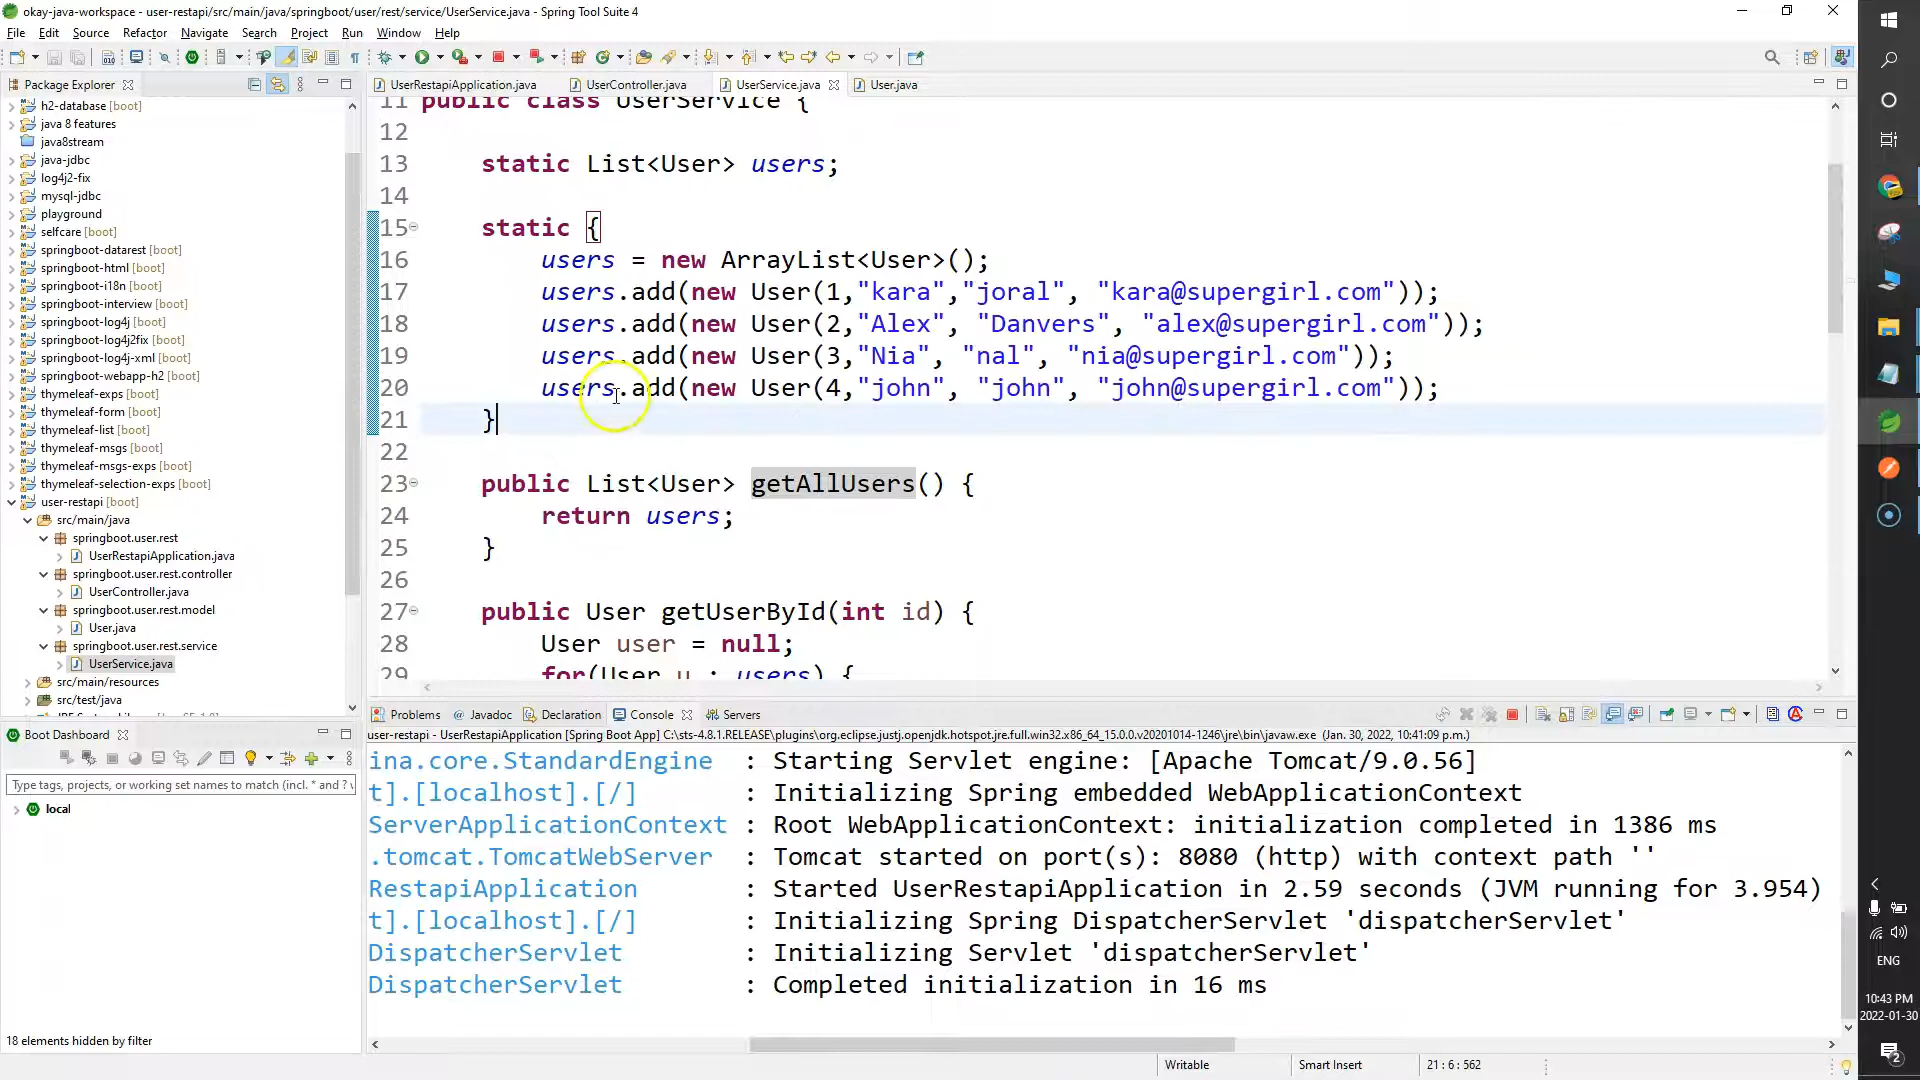 okay-java-workspace - user-restapi/src/main/java/springboot/user/rest/service/UserService.java - Spring Tool Suite 4
File Edit Source Refactor Navigate Search Project Run Window Help
Package Explorer
h2-database [boot]
java 8 features
java8stream
java-jdbc
log4j2-fix
mysql-jdbc
playground
selfcare [boot]
springboot-datarest [boot]
springboot-html [boot]
springboot-i18n [boot]
springboot-interview [boot]
springboot-log4j [boot]
springboot-log4j2fix [boot]
springboot-log4j-xml [boot]
springboot-webapp-h2 [boot]
thymeleaf-exps [boot]
thymeleaf-form [boot]
thymeleaf-list [boot]
thymeleaf-msgs [boot]
thymeleaf-msgs-exps [boot]
thymeleaf-selection-exps [boot]
user-restapi [boot]
src/main/java
springboot.user.rest
UserRestapiApplication.java
springboot.user.rest.controller
UserController.java
springboot.user.rest.model
User.java
springboot.user.rest.service
UserService.java
src/main/resources
src/test/java
Boot Dashboard
Type tags, projects, or working set names to match (incl. * and ? v
local
18 elements hidden by filter
UserRestapiApplication.java UserController.java UserService.java User.java
11 public class UserService {
12
13 static List<User> users;
14
15 static {
16 users = new ArrayList<User>();
17 users.add(new User(1,"kara","joral", "kara@supergirl.com"));
18 users.add(new User(2,"Alex", "Danvers", "alex@supergirl.com"));
19 users.add(new User(3,"Nia", "nal", "nia@supergirl.com"));
20 users.add(new User(4,"john", "john", "john@supergirl.com"));
21 }
22
23 public List<User> getAllUsers() {
24 return users;
25 }
26
27 public User getUserById(int id) {
28 User user = null;
29 for(User u : users) {
Problems @ Javadoc Declaration Console Servers
user-restapi - UserRestapiApplication [Spring Boot App] C:\sts-4.8.1.RELEASE\plugins\org.eclipse.justj.openjdk.hotspot.jre.full.win32.x86_64_15.0.0.v20201014-1246\jre\bin\javaw.exe (Jan. 30, 2022, 10:41:09 p.m.)
ina.core.StandardEngine : Starting Servlet engine: [Apache Tomcat/9.0.56]
t].[localhost].[/] : Initializing Spring embedded WebApplicationContext
ServerApplicationContext : Root WebApplicationContext: initialization completed in 1386 ms
.tomcat.TomcatWebServer : Tomcat started on port(s): 8080 (http) with context path ''
RestapiApplication : Started UserRestapiApplication in 2.59 seconds (JVM running for 3.954)
t].[localhost].[/] : Initializing Spring DispatcherServlet 'dispatcherServlet'
DispatcherServlet : Initializing Servlet 'dispatcherServlet'
DispatcherServlet : Completed initialization in 16 ms
Writable Smart Insert 21 : 6 : 562
ENG
10:43 PM
2022-01-30
2